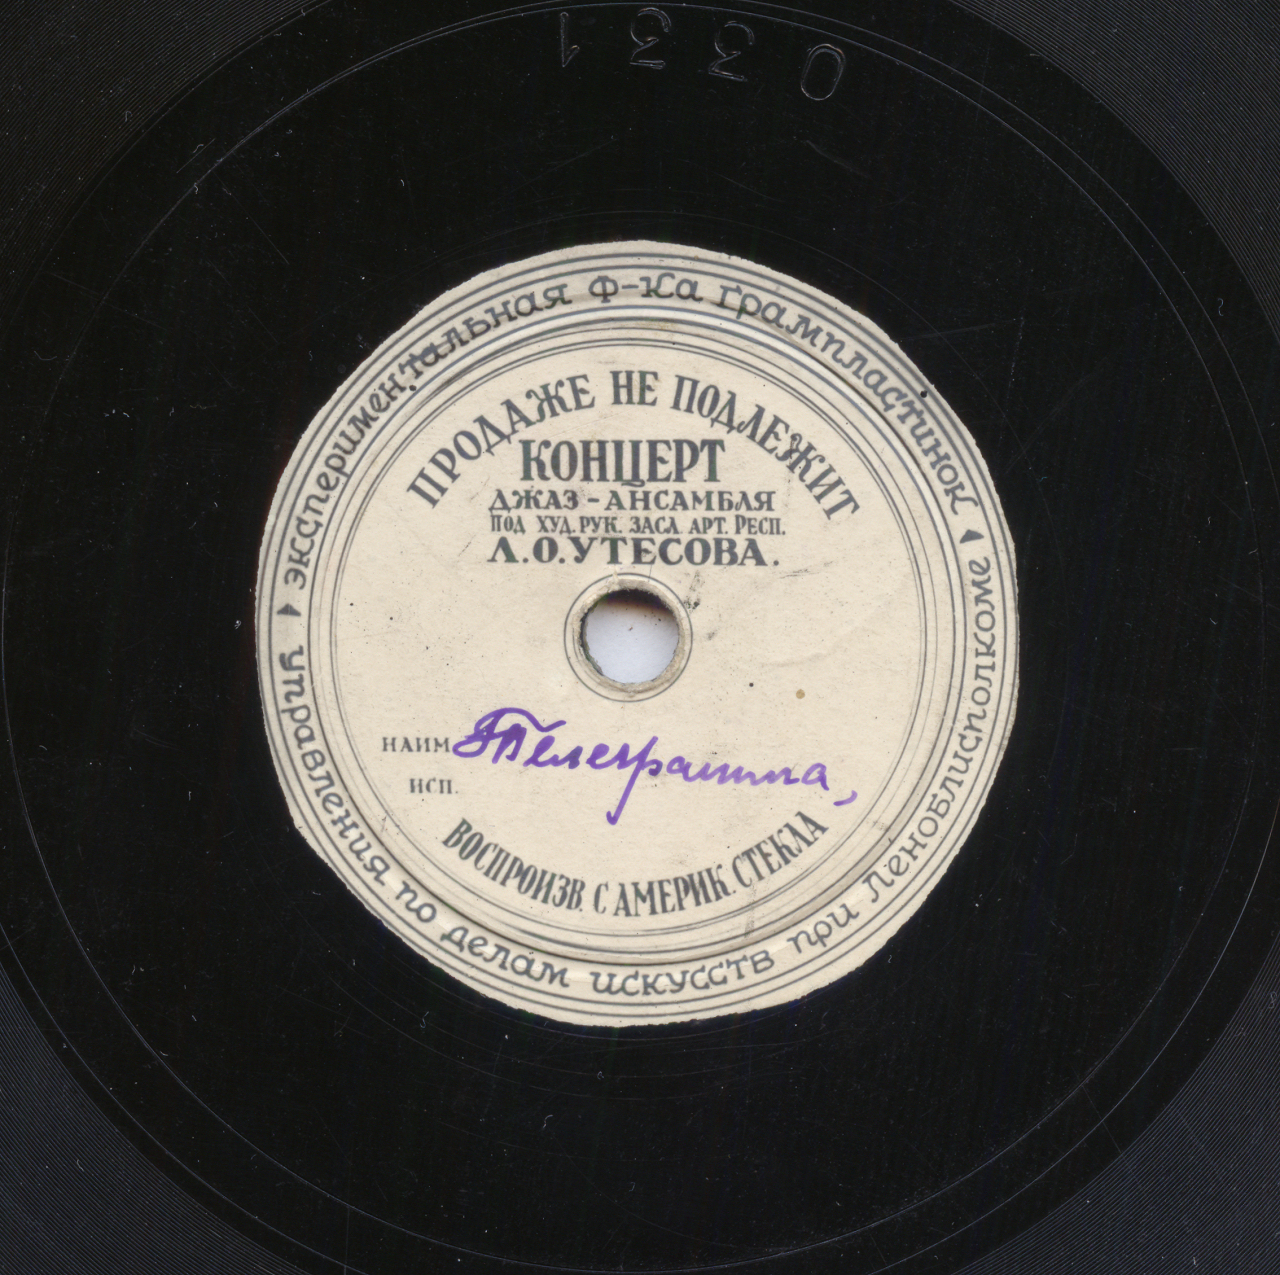 0331
экспериментальная ф-ка грампластинок
управления по делам искусств при Леноблисполкоме
ПРОДАЖЕ НЕ ПОДЛЕЖИТ
КОНЦЕРТ
ДЖАЗ-АНСАМБЛЯ
ПОД ХУД. РУК. ЗАСЛ. АРТ. РЕСП.
Л.О. УТЕСОВА.
НАИМ Телеграмма,
ИСП.
ВОСПРОИЗВ. С АМЕРИК. СТЕКЛА